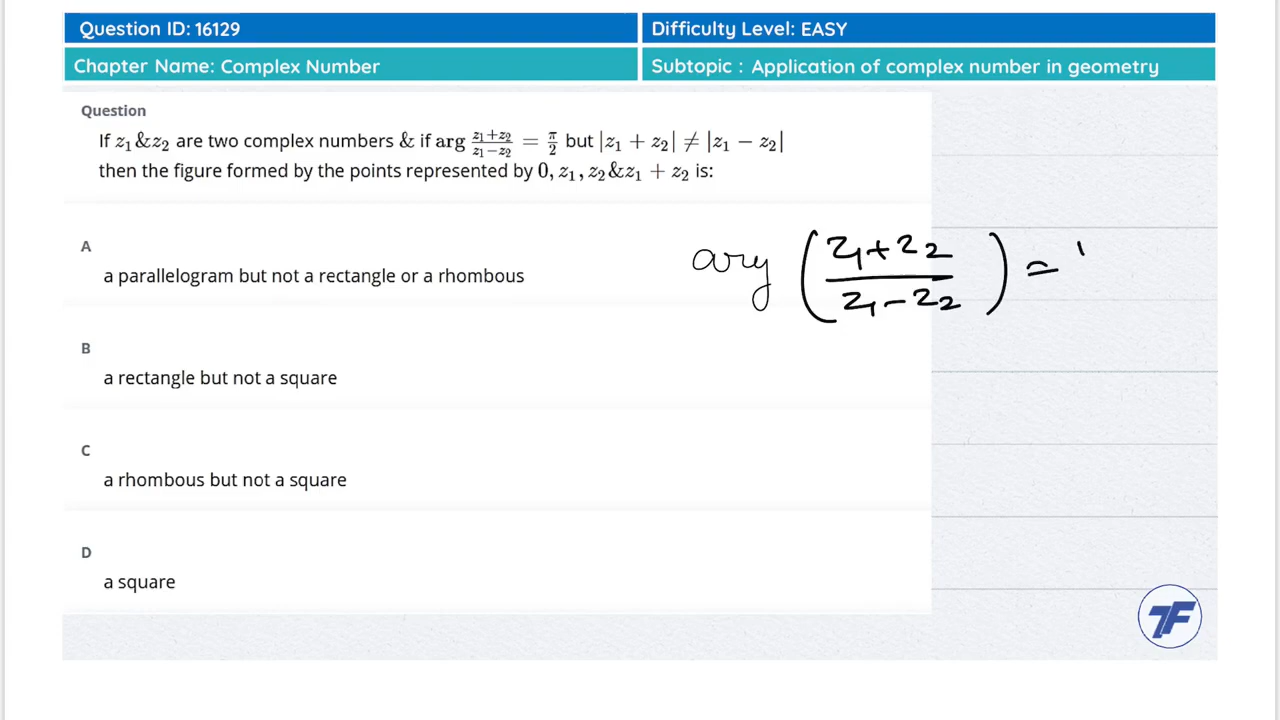 Question ID: 16129
Difficulty Level: EASY
Chapter Name: Complex Number
Subtopic : Application of complex number in geometry
Question
If z₁&z₂ are two complex numbers & if arg (z₁+z₂)/(z₁−z₂) = π/2 but |z₁ + z₂| ≠ |z₁ − z₂|
then the figure formed by the points represented by 0, z₁, z₂&z₁ + z₂ is:
A
a parallelogram but not a rectangle or a rhombous
B
a rectangle but not a square
C
a rhombous but not a square
D
a square
arg ((z₁+z₂)/(z₁−z₂)) =
7F